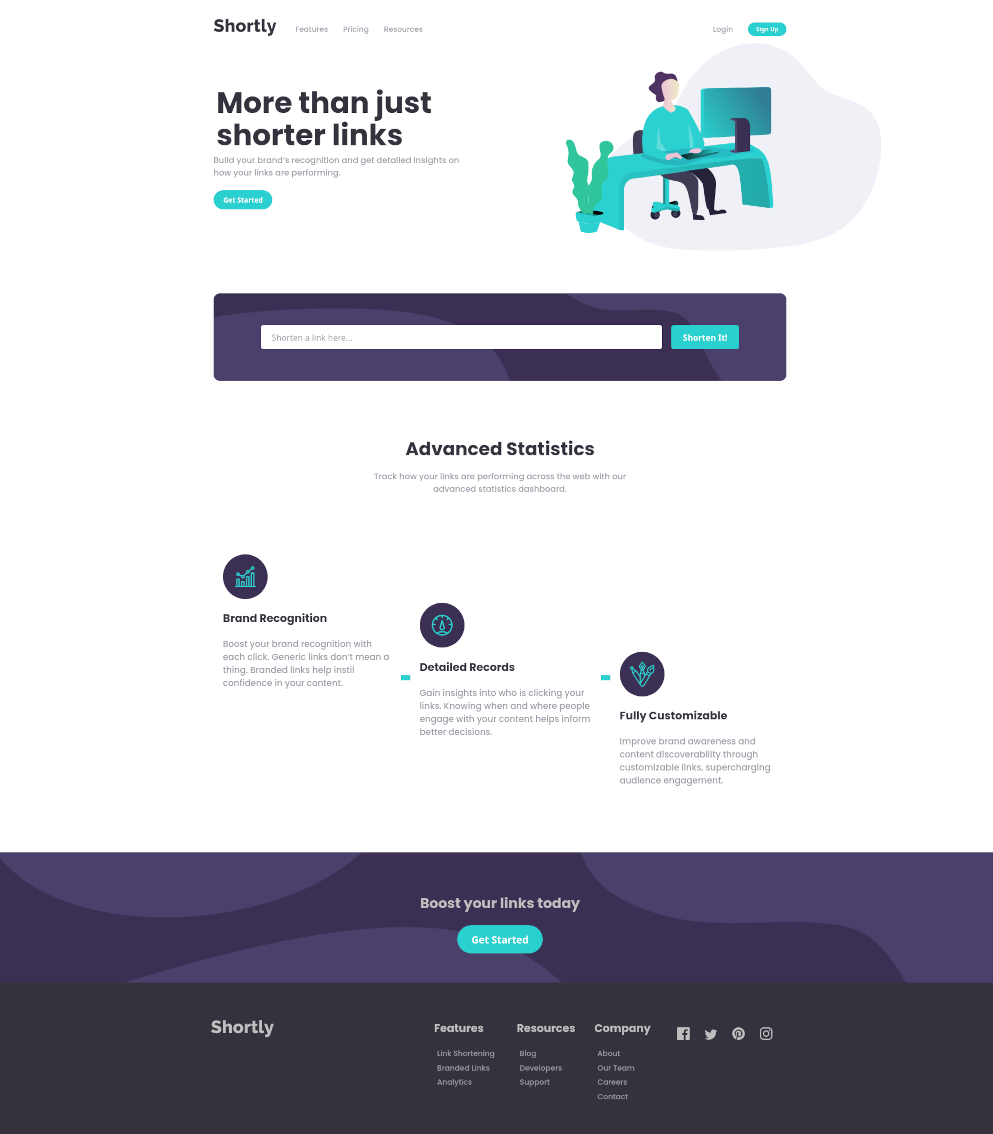 Shortly
Features
Pricing
Resources
Login
Sign Up
More than just
shorter links
Build your brand's recognition and get detailed insights on
how your links are performing.
Get Started
Shorten a link here...
Shorten It!
Advanced Statistics
Track how your links are performing across the web with our
advanced statistics dashboard.
Brand Recognition
Boost your brand recognition with
each click. Generic links don't mean a
thing. Branded links help instil
confidence in your content.
Detailed Records
Gain insights into who is clicking your
links. Knowing when and where people
engage with your content helps inform
better decisions.
Fully Customizable
Improve brand awareness and
content discoverability through
customizable links, supercharging
audience engagement.
Boost your links today
Get Started
Shortly
Features
Link Shortening
Branded Links
Analytics
Resources
Blog
Developers
Support
Company
About
Our Team
Careers
Contact